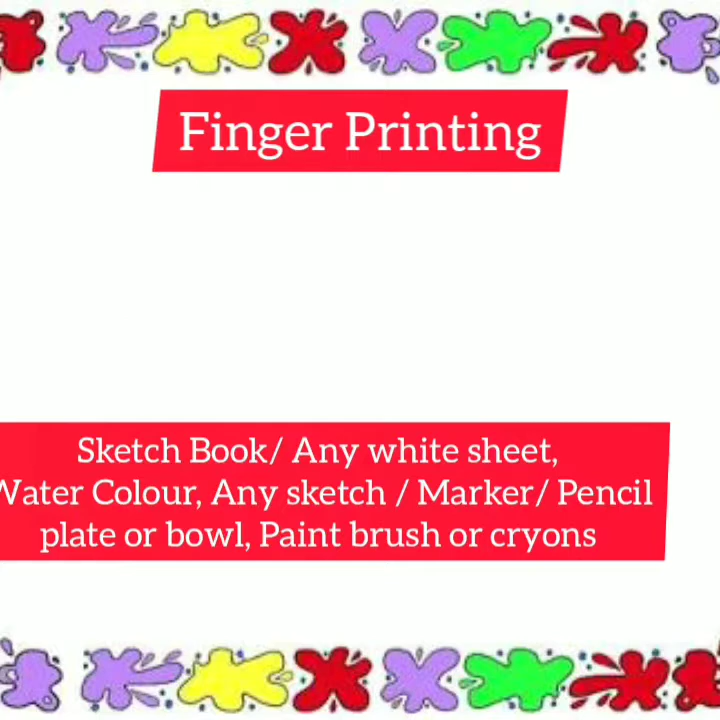 Finger Printing
Sketch Book/ Any white sheet,
Water Colour, Any sketch / Marker/ Pencil
plate or bowl, Paint brush or cryons